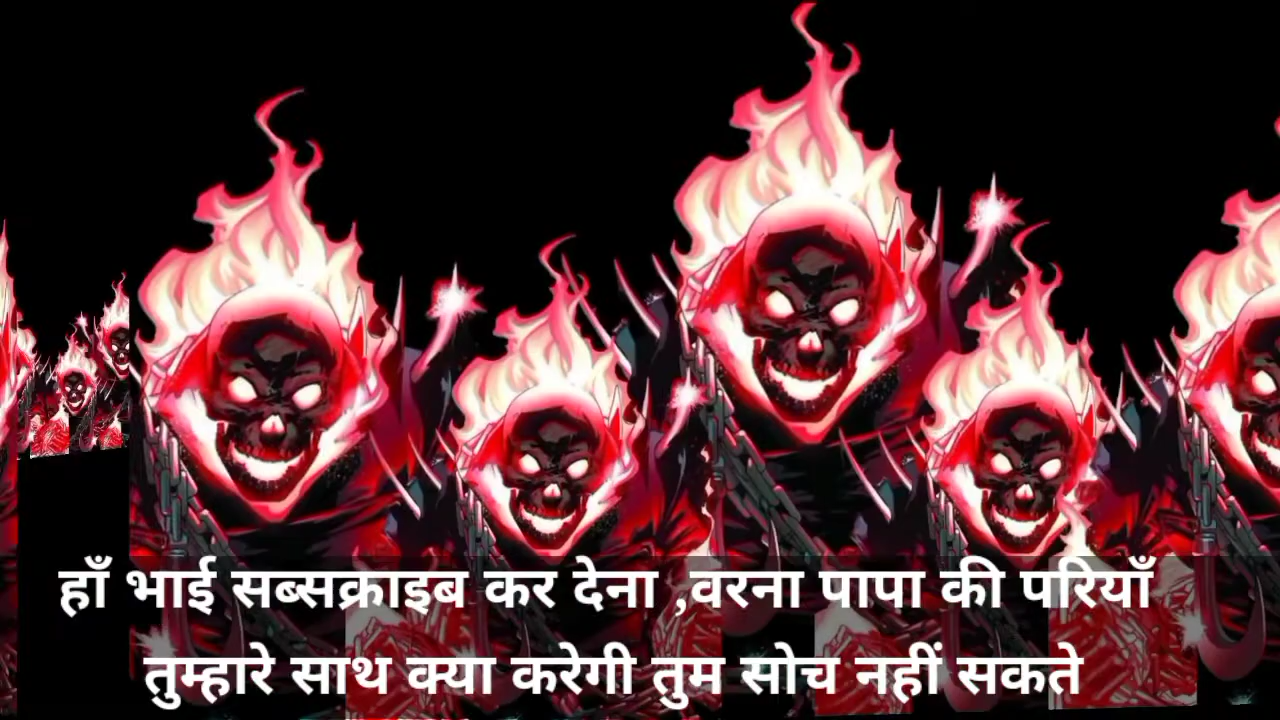 हाँ भाई सब्सक्राइब कर देना ,वरना पापा की परियाँ
तुम्हारे साथ क्या करेगी तुम सोच नहीं सकते